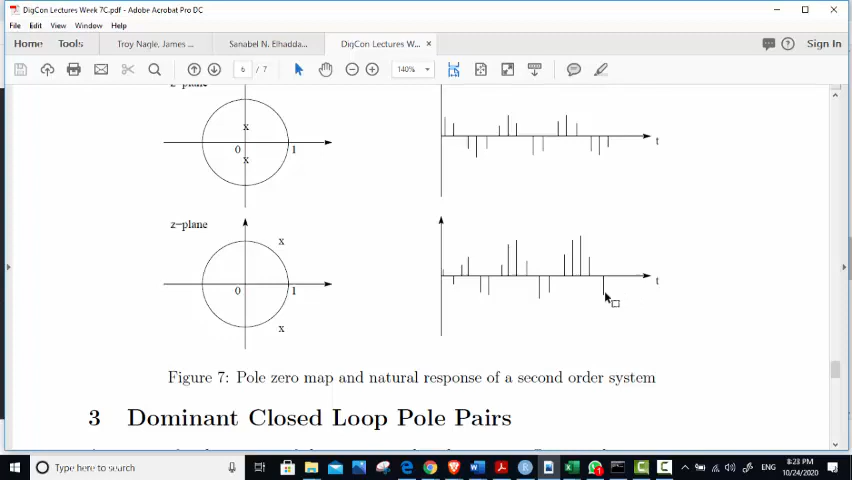 DigCon Lectures Week 7C.pdf - Adobe Acrobat Pro DC
File Edit View Window Help
Home Tools Troy Nagle, James ... Sanabel N. Elhadda... DigCon Lectures W... × Sign In
6 / 7 140%
z-plane
x
0 1 t
x
z-plane
x
0 1 t
x
Figure 7: Pole zero map and natural response of a second order system
3 Dominant Closed Loop Pole Pairs
Type here to search ENG 8:23 PM
10/24/2020